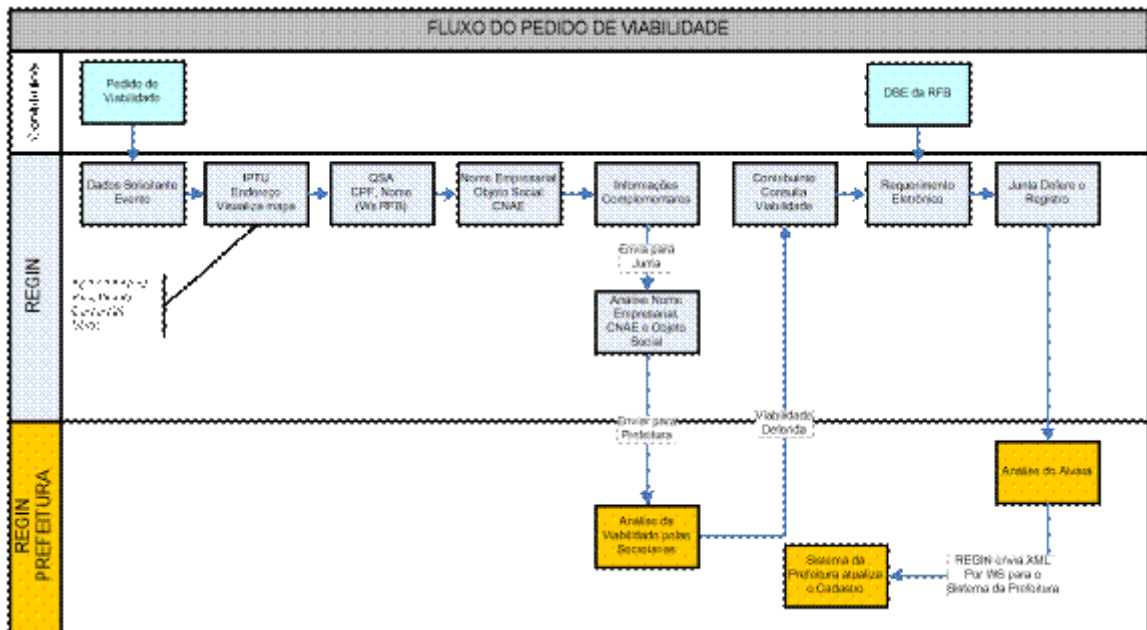 FLUXO DO PEDIDO DE VIABILIDADE
Pedido de
Viabilidade
DBE da RFB
REGIN
Dados Solicitante
Evento
IPTU
Endereço
Visualiza mapa
QSA
CPF, Nome
(Ws RFB)
Nome Empresarial
Objeto Social
CNAE
Informações
Complementares
Contribuinte
Consulta
Viabilidade
Requerimento
Eletrônico
Junta Defere o
Registro
Envia para
Junta
Análise Nome
Empresarial,
CNAE e Objeto
Social
Enviar para
Prefeitura
Viabilidade
Deferida
REGIN
PREFEITURA
Análise da
Viabilidade pelas
Secretarias
Análise do Alvará
REGIN envia XML
Por WS para o
Sistema da Prefeitura
Sistema da
Prefeitura atualiza
o Cadastro